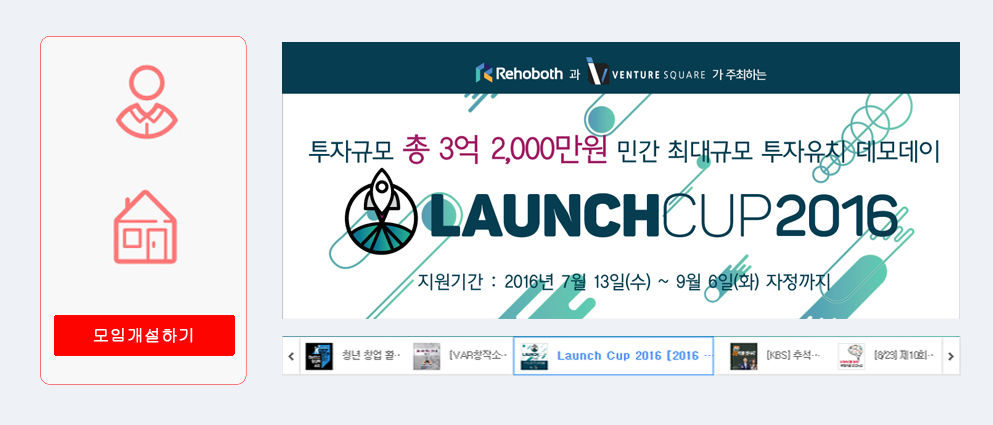 모임개설하기
Rehoboth 과 VENTURE SQUARE 가 주최하는
투자규모 총 3억 2,000만원 민간 최대규모 투자유치 데모데이
LAUNCHCUP2016
지원기간 : 2016년 7월 13일(수) ~ 9월 6일(화) 자정까지
청년 창업 활··
[VAR창작소··
Launch Cup 2016 [2016 ···
[KBS] 추석···
[8/23] 제10회··